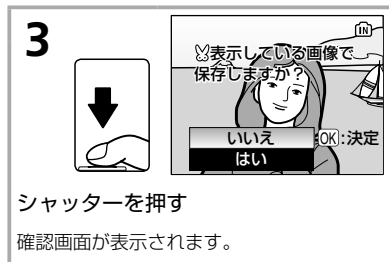 3
IN
表示している画像で
保存しますか？
いいえ
OK:決定
はい
シャッターを押す
確認画面が表示されます。